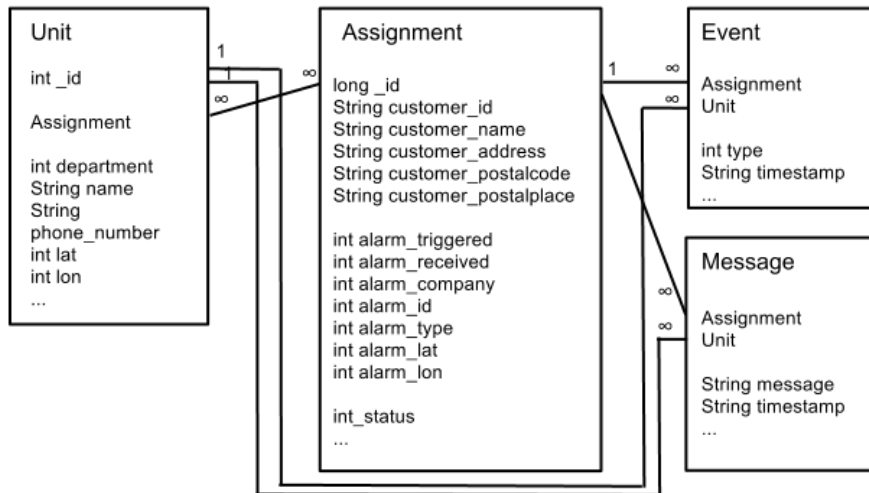 Unit
int _id
Assignment
int department
String name
String
phone_number
int lat
int lon
...
1
1
∞
∞
Assignment
long _id
String customer_id
String customer_name
String customer_address
String customer_postalcode
String customer_postalplace
int alarm_triggered
int alarm_received
int alarm_company
int alarm_id
int alarm_type
int alarm_lat
int alarm_lon
int_status
...
1
∞
∞
Event
Assignment
Unit
int type
String timestamp
...
∞
∞
Message
Assignment
Unit
String message
String timestamp
...